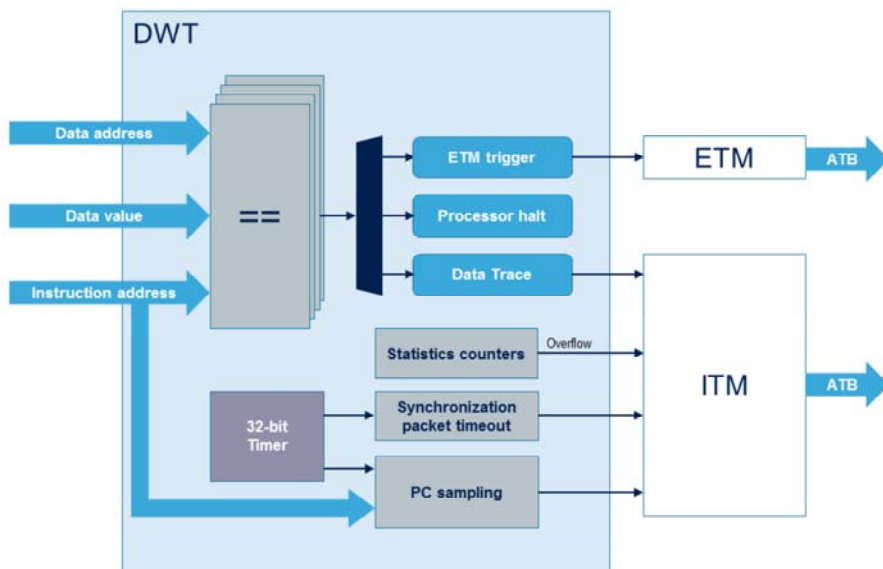 DWT
Data address
Data value
Instruction address
==
ETM trigger
Processor halt
Data Trace
ETM
ATB
Statistics counters
Overflow
32-bit
Timer
Synchronization
packet timeout
PC sampling
ITM
ATB